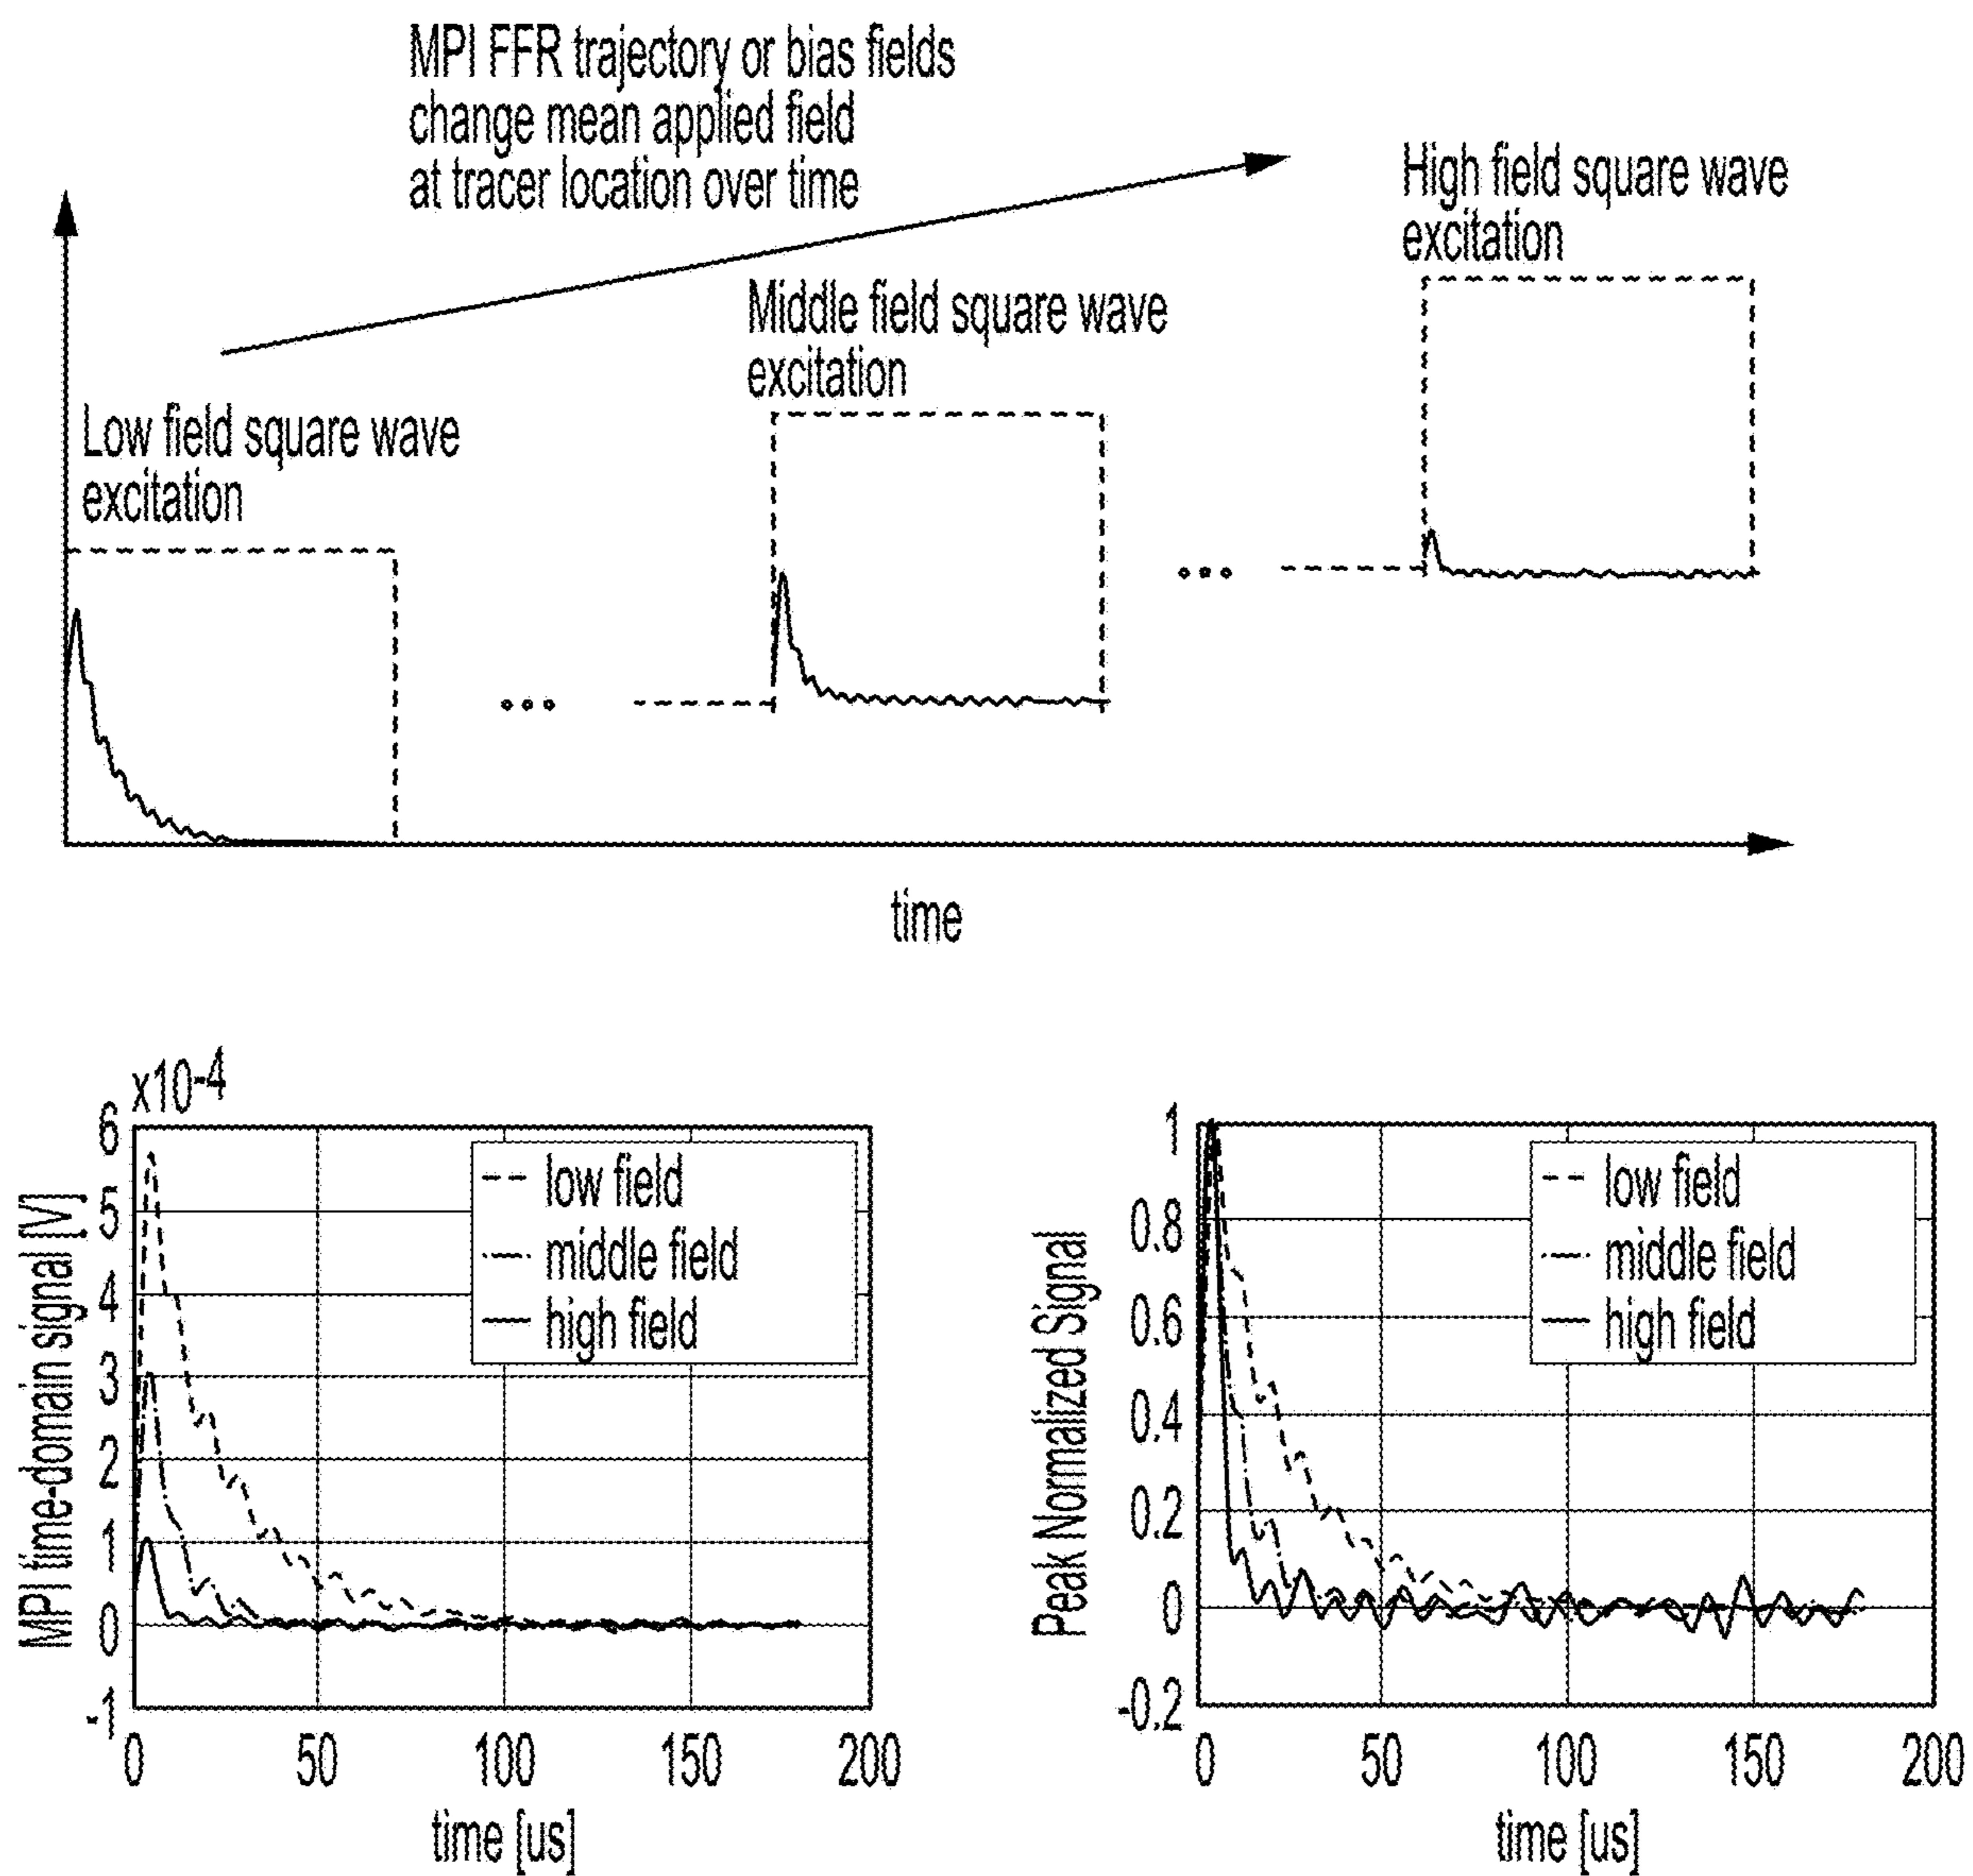 MPI FFR trajectory or bias fields
change mean applied field
at tracer location over time
High field square wave
excitation
Middle field square wave
excitation
Low field square wave
excitation
time
x10-4
6
5
4
3
2
1
0
-1
0
50
100
150
200
MPI time-domain signal [V]
time [us]
low field
middle field
high field
1
0.8
0.6
0.4
0.2
0
-0.2
0
50
100
150
200
Peak Normalized Signal
time [us]
low field
middle field
high field